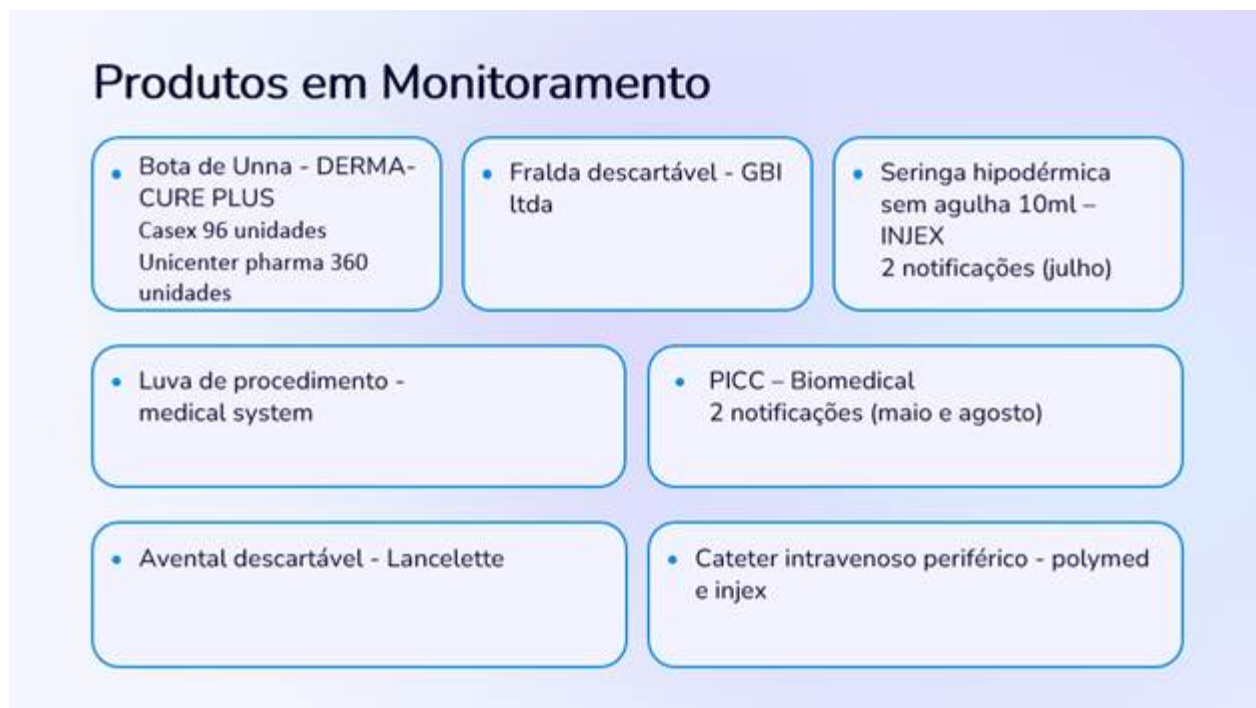 Produtos em Monitoramento
Bota de Unna - DERMA-
CURE PLUS
Casex 96 unidades
Unicenter pharma 360
unidades
Fralda descartável - GBI
ltda
Seringa hipodérmica
sem agulha 10ml –
INJEX
2 notificações (julho)
Luva de procedimento -
medical system
PICC – Biomedical
2 notificações (maio e agosto)
Avental descartável - Lancelette
Cateter intravenoso periférico - polymed
e injex